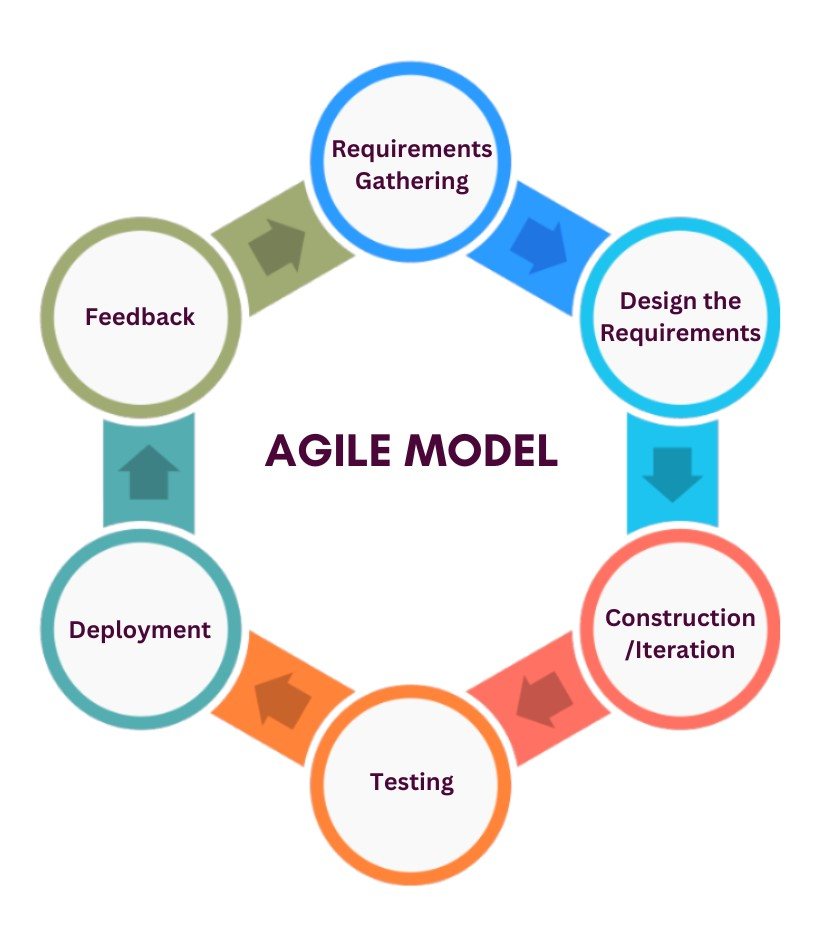 Requirements
Gathering
Design the
Requirements
Construction
/Iteration
Testing
Deployment
Feedback
AGILE MODEL